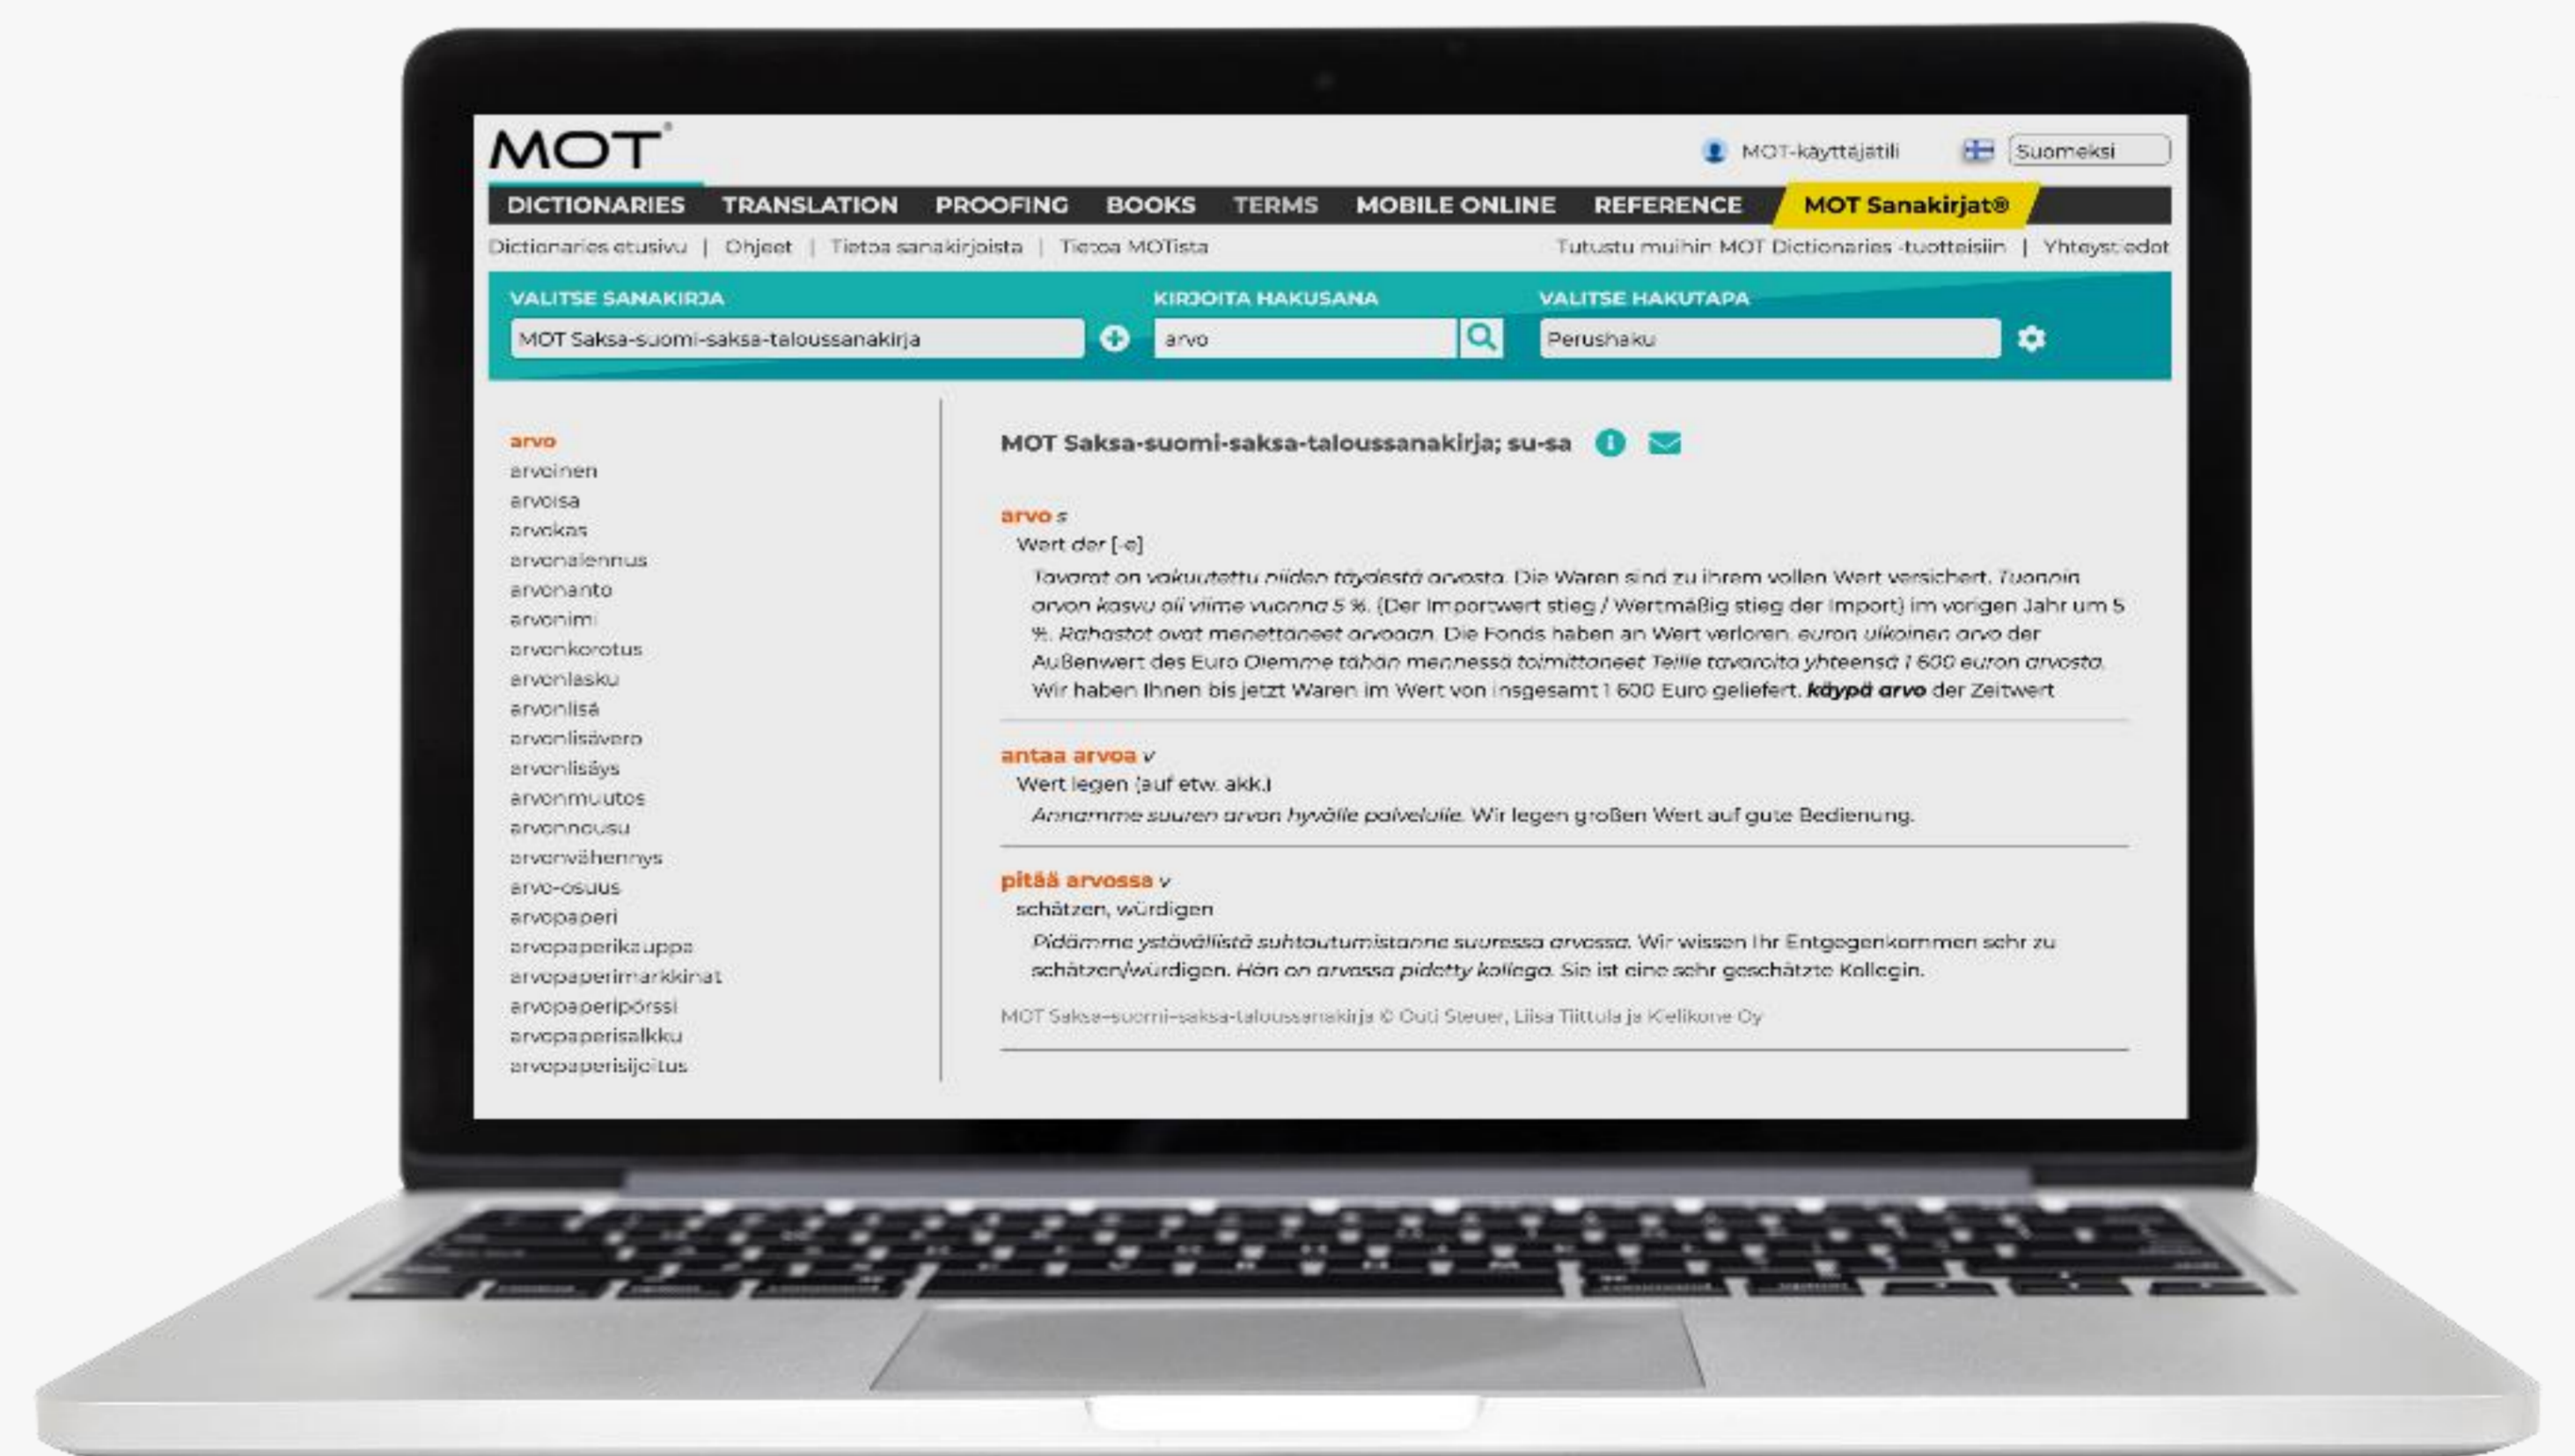 MOT®
MOT-käyttäjätili
Suomeksi
DICTIONARIES TRANSLATION PROOFING BOOKS TERMS MOBILE ONLINE REFERENCE MOT Sanakirjat®
Dictionaries etusivu | Ohjeet | Tietoa sanakirjoista | Tietoa MOTista
Tutustu muihin MOT Dictionaries -tuotteisiin | Yhteystiedot
VALITSE SANAKIRJA
KIRJOITA HAKUSANA
VALITSE HAKUTAPA
MOT Saksa-suomi-saksa-taloussanakirja
arvo
Perushaku
arvo
arvoinen
arvoisa
arvokas
arvonalennus
arvonanto
arvonimi
arvonkorotus
arvonlasku
arvonlisä
arvonlisävero
arvonlisäys
arvonmuutos
arvonnousu
arvonvähennys
arvo-osuus
arvopaperi
arvopaperikauppa
arvopaperimarkkinat
arvopaperipörssi
arvopaperisalkku
arvopaperisijoitus
MOT Saksa-suomi-saksa-taloussanakirja; su-sa
arvo s
Wert der [-e]
Tavarat on vakuutettu niiden täydestä arvosta. Die Waren sind zu ihrem vollen Wert versichert. Tuonnin
arvon kasvu oli viime vuonna 5 %. (Der Importwert stieg / Wertmäßig stieg der Import) im vorigen Jahr um 5
%. Rahastot ovat menettäneet arvoaan. Die Fonds haben an Wert verloren. euron ulkoinen arvo der
Außenwert des Euro Olemme tähän mennessä toimittaneet Teille tavaroita yhteensä 1 600 euron arvosta.
Wir haben Ihnen bis jetzt Waren im Wert von insgesamt 1 600 Euro geliefert. käypä arvo der Zeitwert
antaa arvoa v
Wert legen (auf etw. akk.)
Annamme suuren arvon hyvälle palvelulle. Wir legen großen Wert auf gute Bedienung.
pitää arvossa v
schätzen, würdigen
Pidämme ystävällistä suhtautumistanne suuressa arvossa. Wir wissen Ihr Entgegenkommen sehr zu
schätzen/würdigen. Hän on arvossa pidetty kollega. Sie ist eine sehr geschätzte Kollegin.
MOT Saksa-suomi-saksa-taloussanakirja © Outi Steuer, Liisa Tiittula ja Kielikone Oy